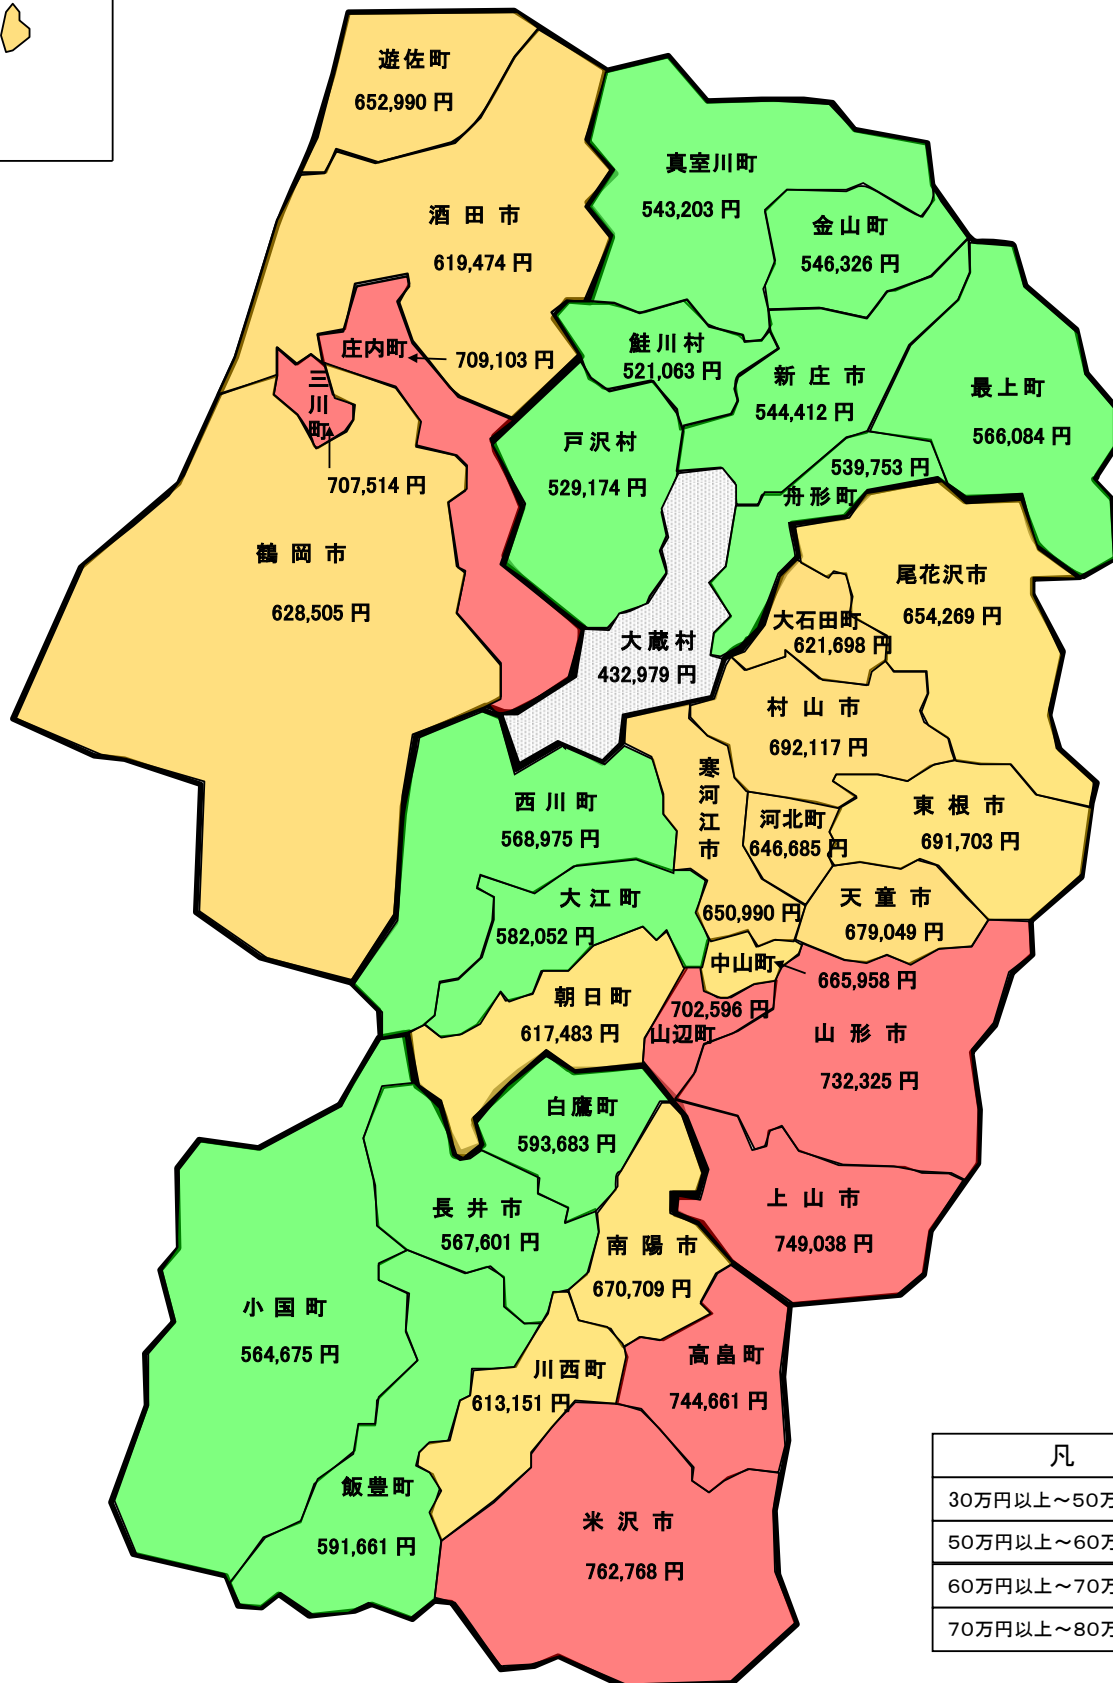 遊佐町
652,990 円
真室川町
543,203 円
酒田市
619,474 円
金山町
546,326 円
庄内町
709,103 円
鮭川村
521,063 円
新庄市
544,412 円
最上町
566,084 円
三川町
707,514 円
戸沢村
529,174 円
539,753 円
舟形町
鶴岡市
628,505 円
尾花沢市
654,269 円
大石田町
621,698 円
大蔵村
432,979 円
村山市
692,117 円
寒河江市
650,990 円
西川町
568,975 円
河北町
646,685 円
東根市
691,703 円
大江町
582,052 円
天童市
679,049 円
中山町
665,958 円
朝日町
617,483 円
702,596 円
山辺町
山形市
732,325 円
白鷹町
593,683 円
長井市
567,601 円
上山市
749,038 円
南陽市
670,709 円
小国町
564,675 円
川西町
613,151 円
高畠町
744,661 円
飯豊町
591,661 円
米沢市
762,768 円
凡
30万円以上～50万
50万円以上～60万
60万円以上～70万
70万円以上～80万